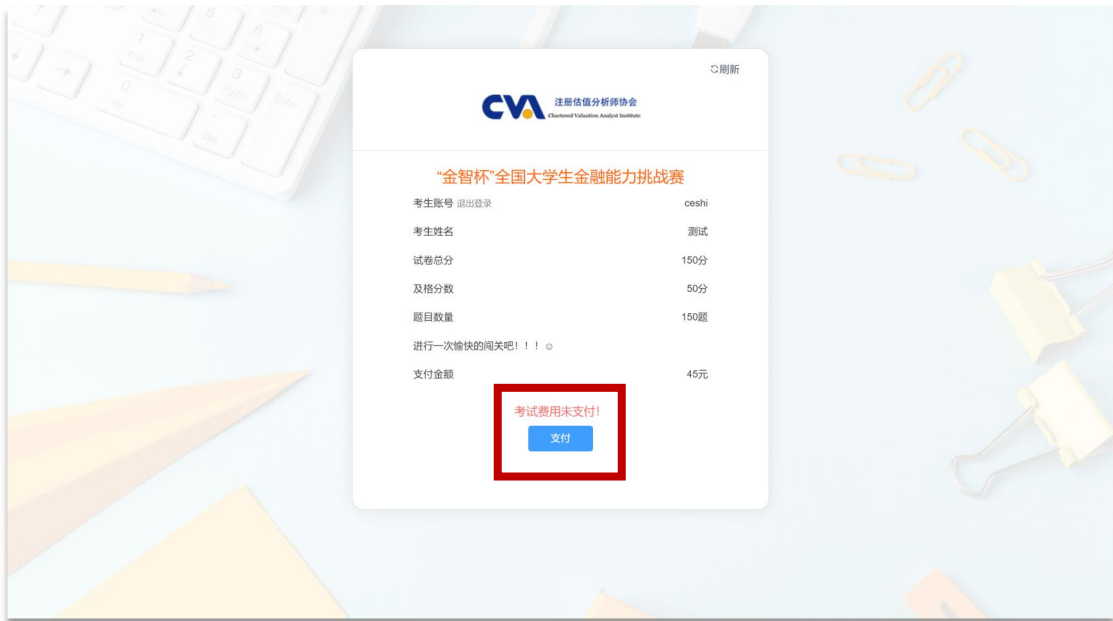 刷新
CVA
注册估值分析师协会
Chartered Valuation Analyst Institute
“金智杯”全国大学生金融能力挑战赛
考生账号 退出登录 ceshi
考生姓名 测试
试卷总分 150分
及格分数 50分
题目数量 150题
进行一次愉快的闯关吧！！！☺
支付金额 45元
考试费用未支付！
支付